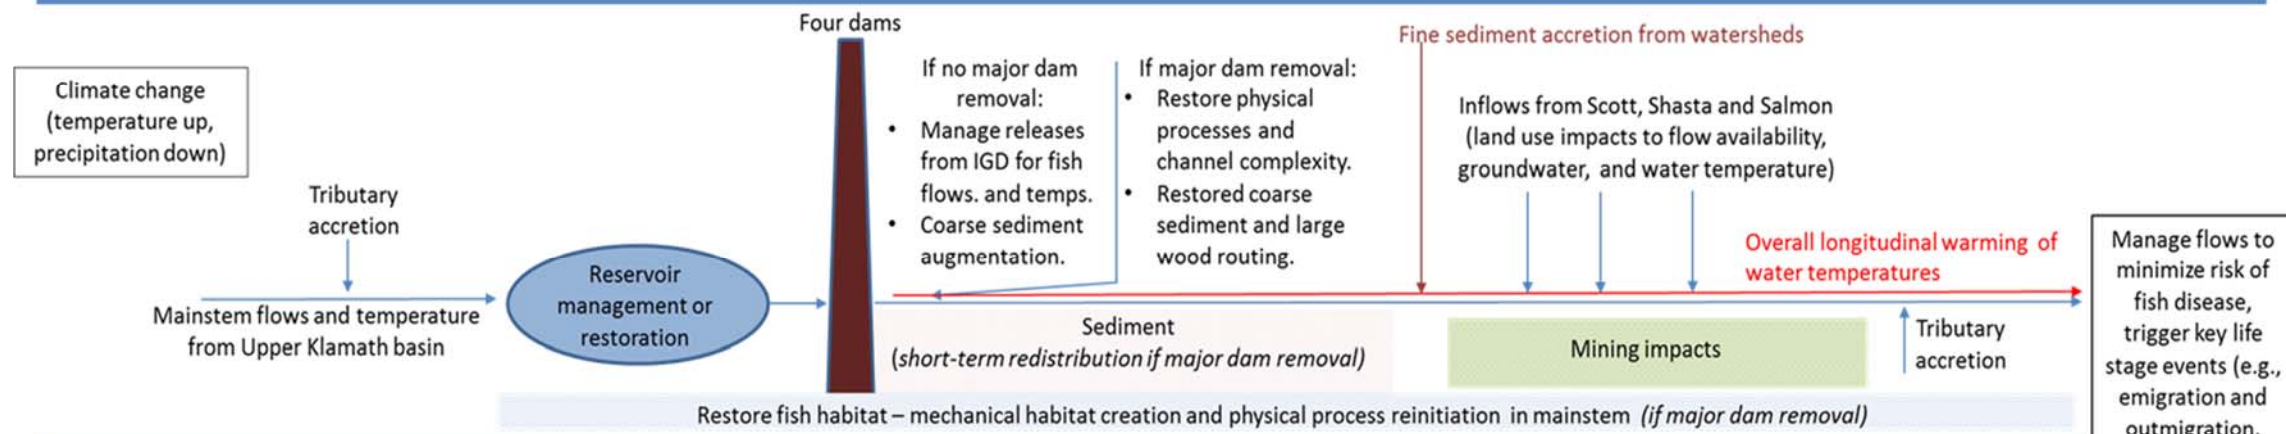 Four dams
Fine sediment accretion from watersheds
Climate change
(temperature up,
precipitation down)
If no major dam
removal:
• Manage releases
from IGD for fish
flows. and temps.
• Coarse sediment
augmentation.
If major dam removal:
• Restore physical
processes and
channel complexity.
• Restored coarse
sediment and large
wood routing.
Inflows from Scott, Shasta and Salmon
(land use impacts to flow availability,
groundwater, and water temperature)
Tributary
accretion
Mainstem flows and temperature
from Upper Klamath basin
Reservoir
management or
restoration
Overall longitudinal warming of
water temperatures
Sediment
(short-term redistribution if major dam removal)
Mining impacts
Tributary
accretion
Manage flows to
minimize risk of
fish disease,
trigger key life
stage events (e.g.,
emigration and
outmigration.
Restore fish habitat – mechanical habitat creation and physical process reinitiation in mainstem (if major dam removal)